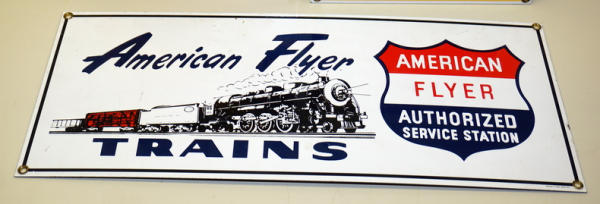 American Flyer
TRAINS
AMERICAN
FLYER
AUTHORIZED
SERVICE STATION